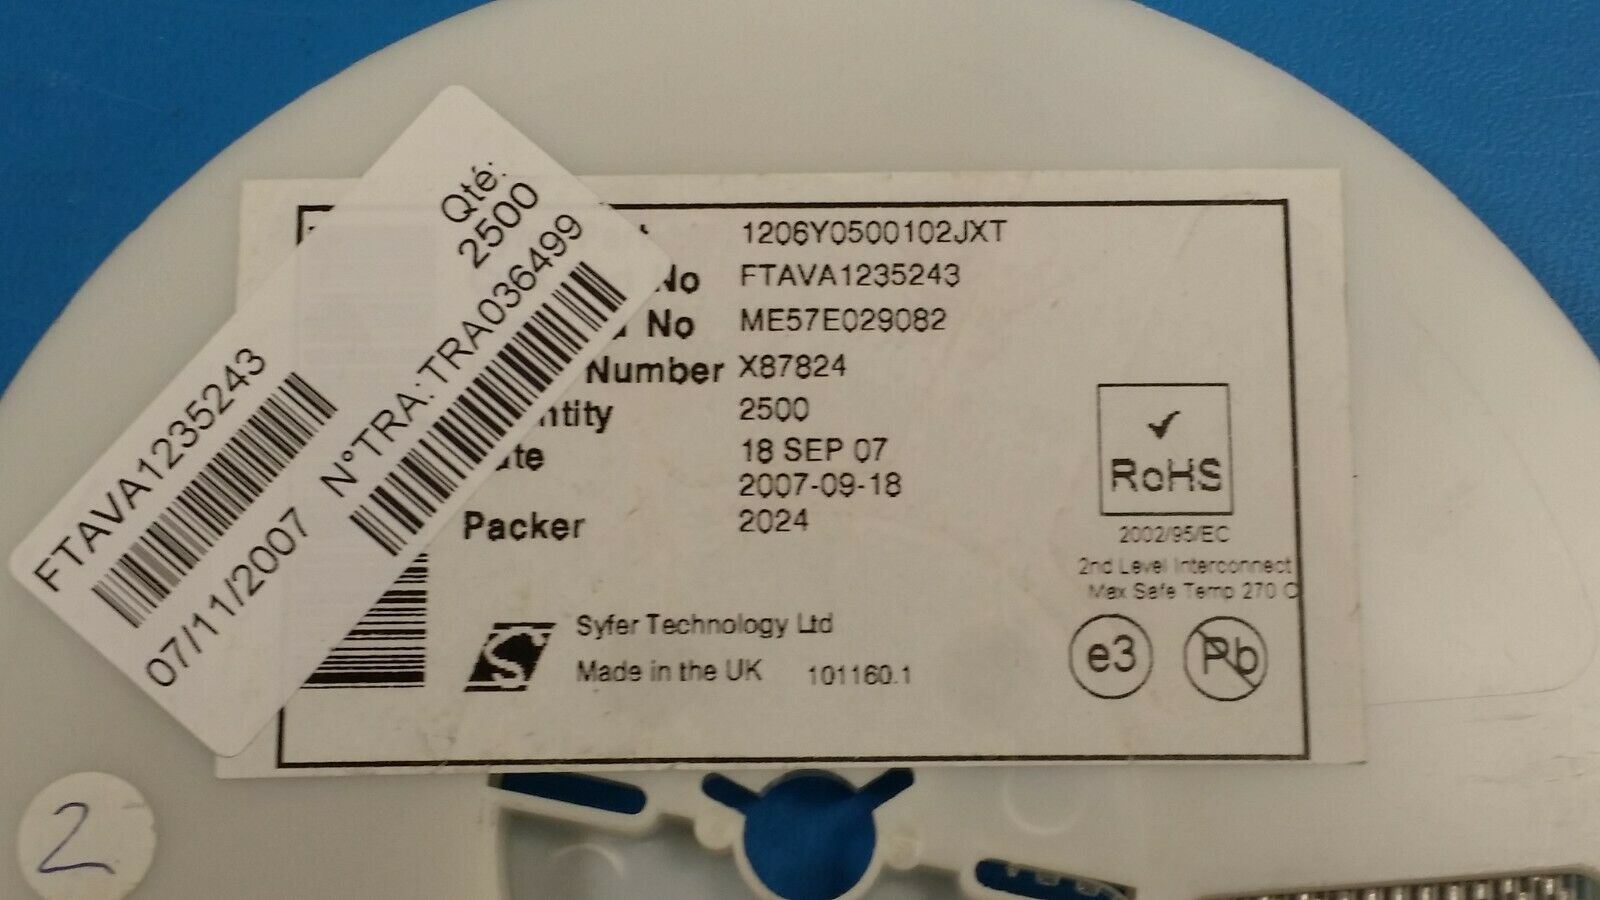 Qté:
2500
FTAVA1235243
N°TRA:TRA036499
07/11/2007
1206Y0500102JXT
No FTAVA1235243
No ME57E029082
Number X87824
ntity 2500
ate 18 SEP 07
2007-09-18
Packer 2024
RoHS
2002/95/EC
2nd Level Interconnect
Max Safe Temp 270 C
e3
Pb
S
Syfer Technology Ltd
Made in the UK 101160.1
2